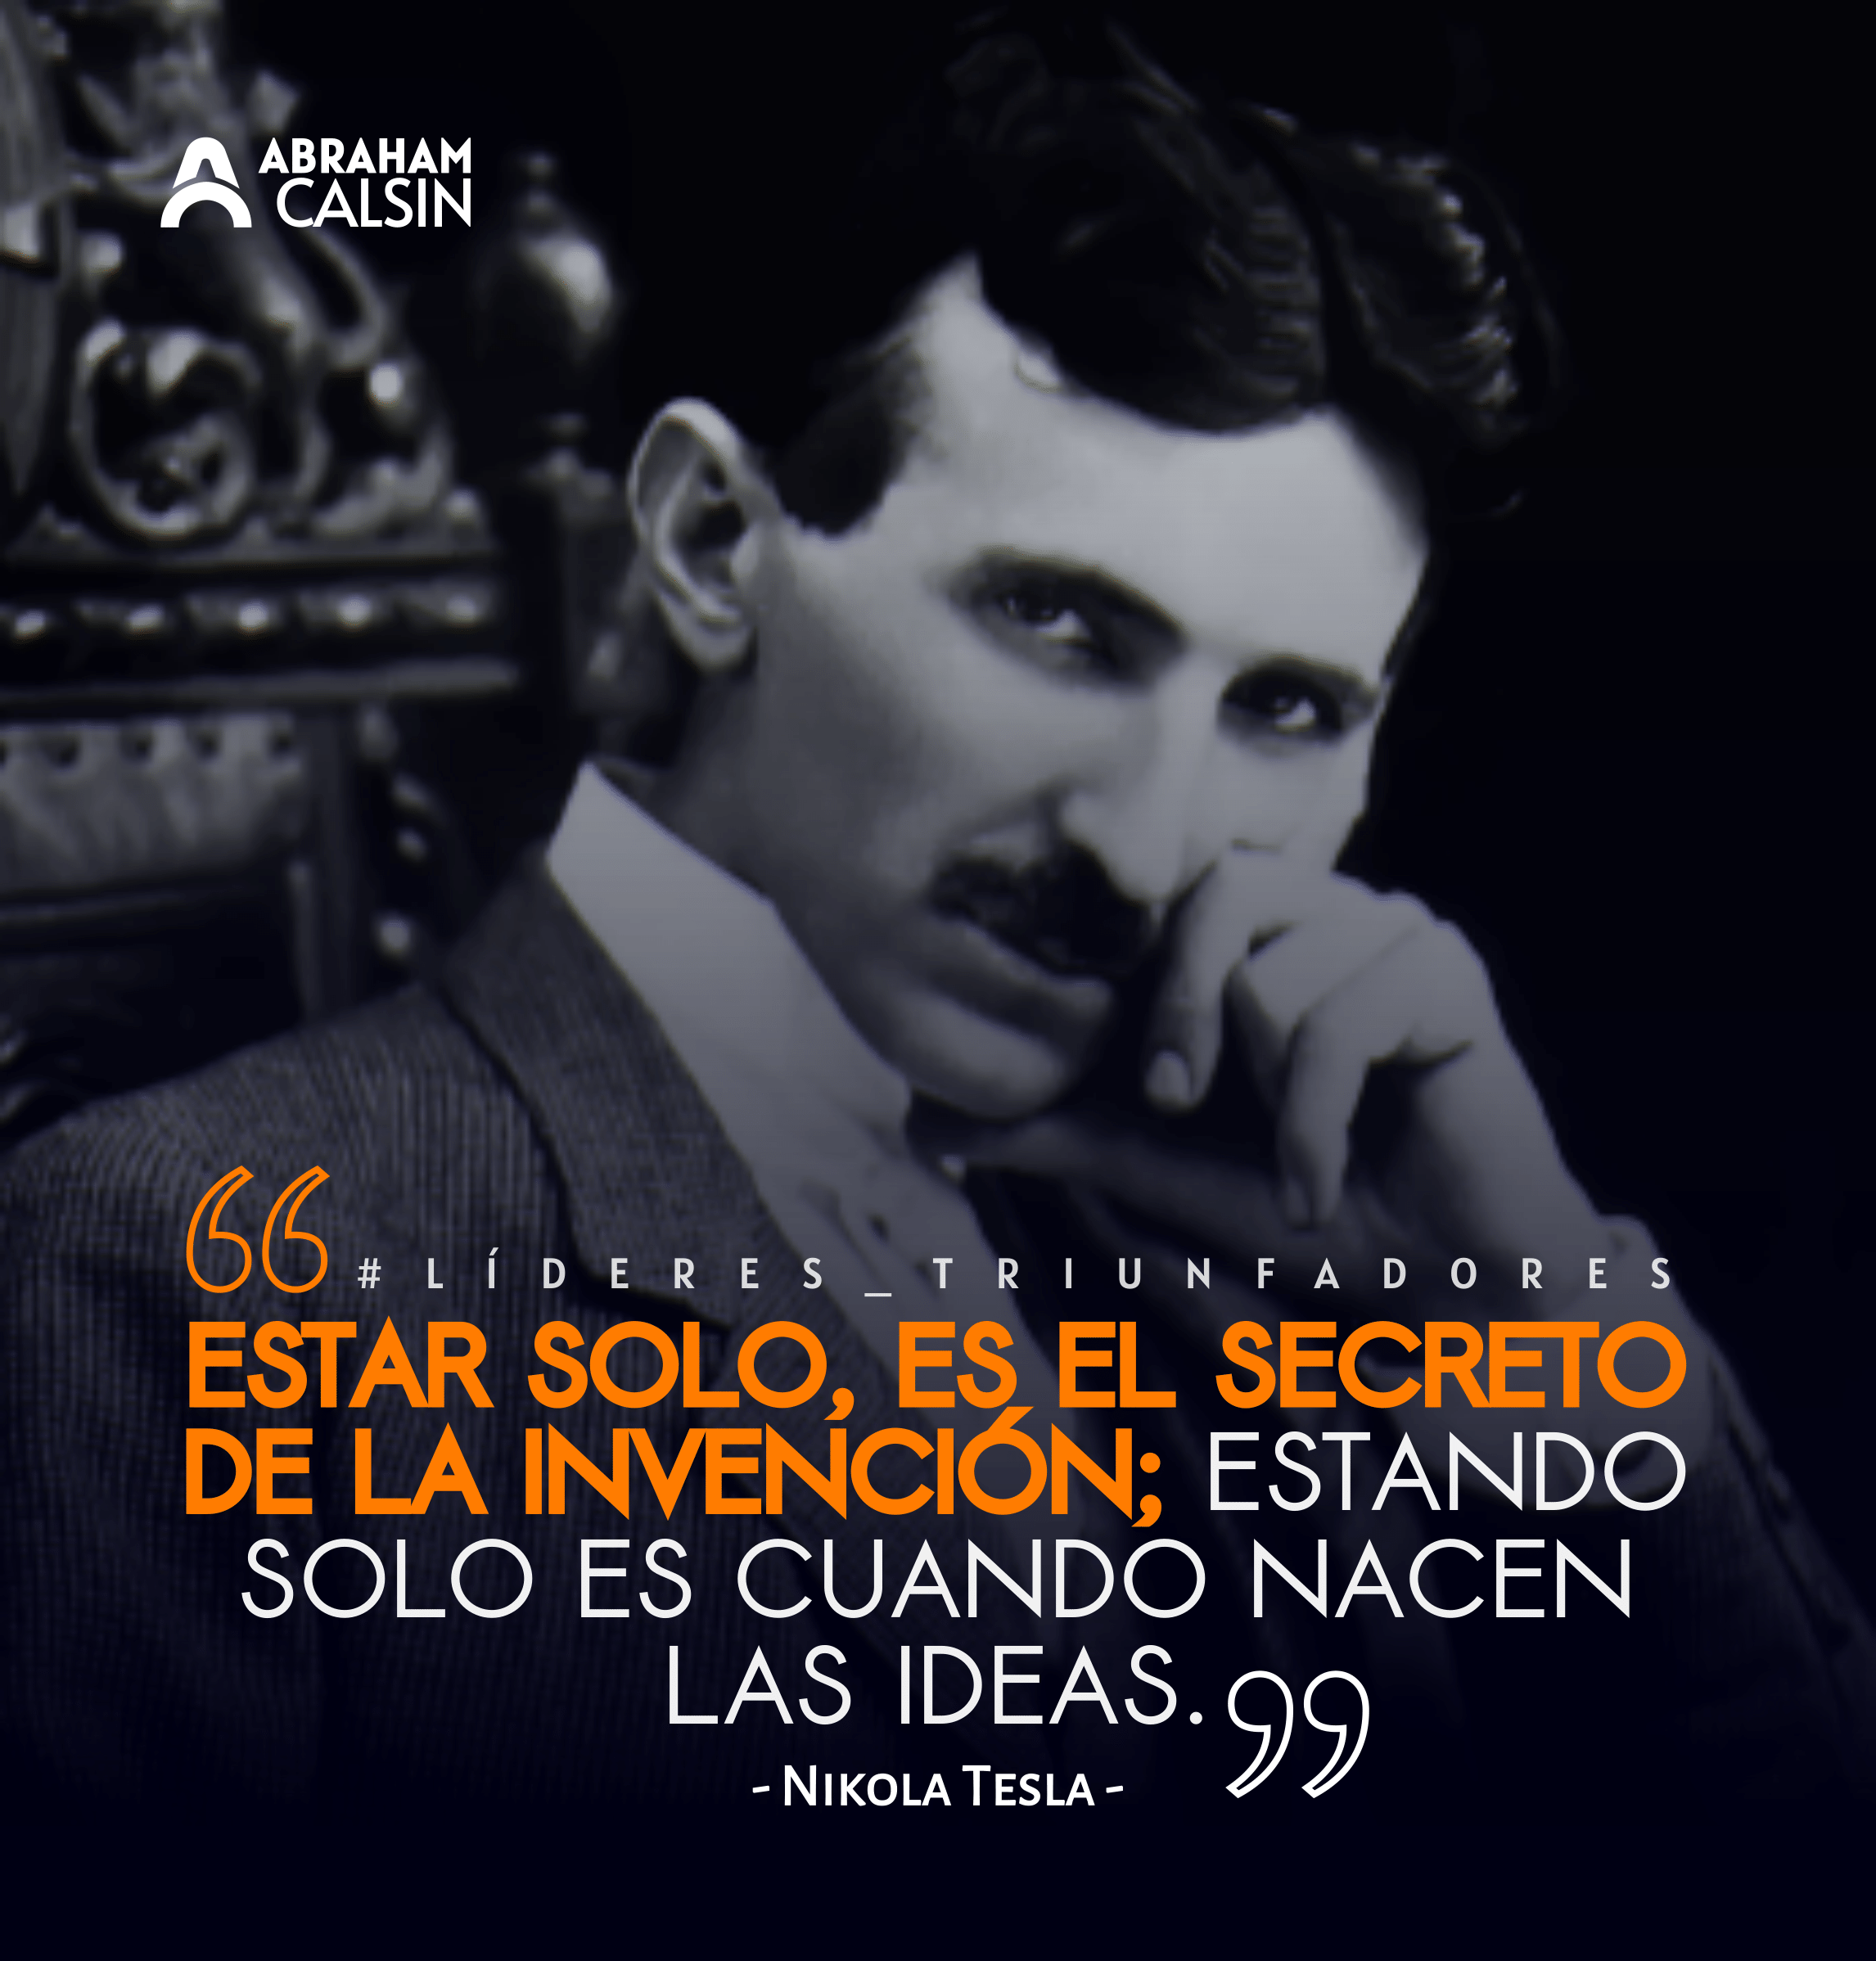 ABRAHAM
CALSIN
#LÍDERES_TRIUNFADORES
“ESTAR SOLO, ES EL SECRETO
DE LA INVENCIÓN; ESTANDO
SOLO ES CUANDO NACEN
LAS IDEAS.”
- NIKOLA TESLA -